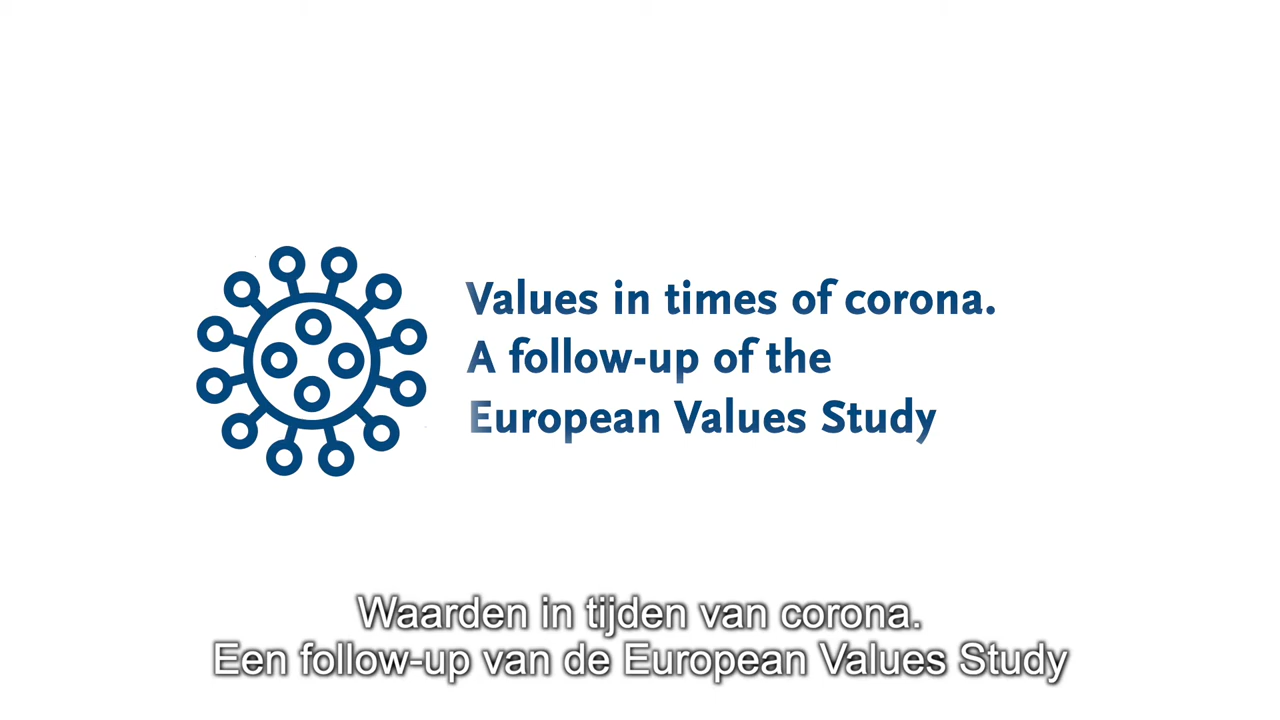 Values in times of corona.
A follow-up of the
European Values Study
Waarden in tijden van corona.
Een follow-up van de European Values Study